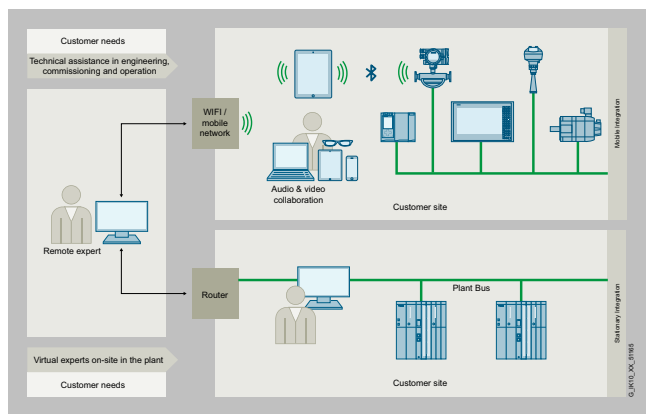 Customer needs
Technical assistance in engineering,
commissioning and operation
WIFI /
mobile
network
Audio & video
collaboration
Customer site
Mobile Integration
Remote expert
Router
Plant Bus
Customer site
Stationary Integration
Virtual experts on-site in the plant
Customer needs
G_IK10_XX_51165